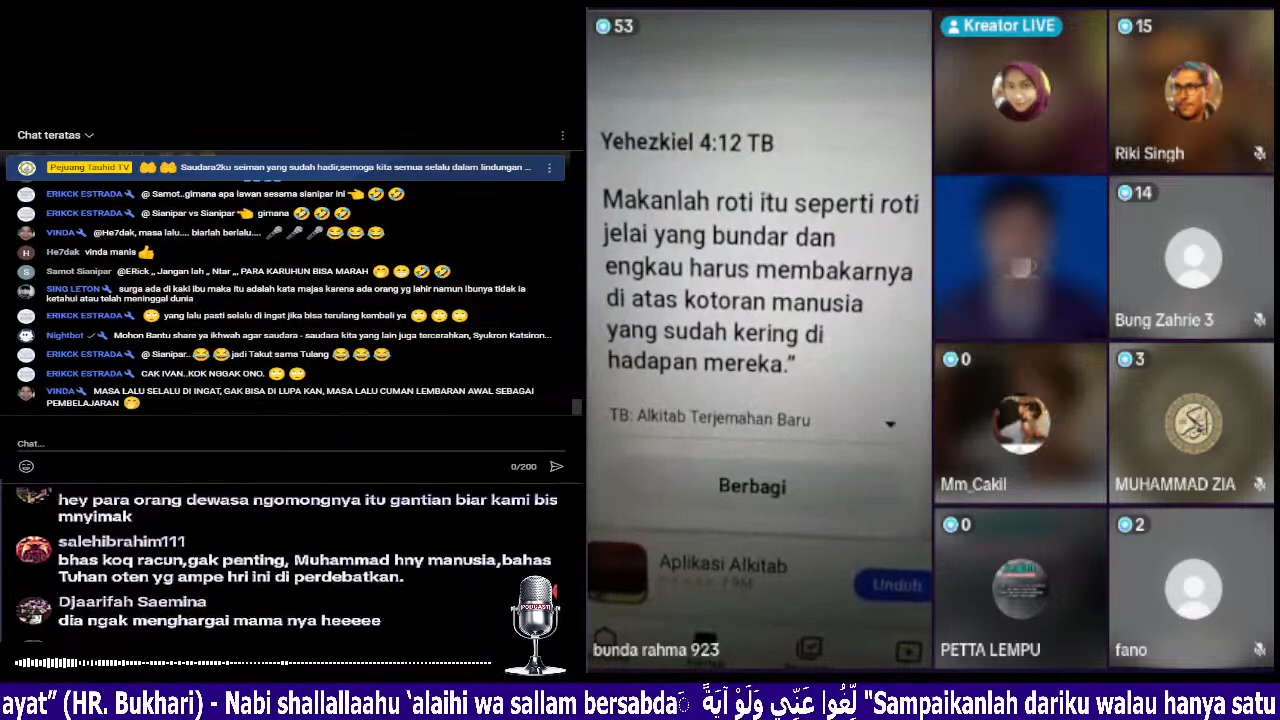 Chat teratas
Pejuang Tauhid TV 🤲 🤲 Saudara2ku seiman yang sudah hadir,semoga kita semua selalu dalam lindungan ...
ERIKCK ESTRADA @ Samot..gimana apa lawan sesama sianipar ini 👈 🤣 🤣
ERIKCK ESTRADA @ Sianipar vs Sianipar 👈 gimana 🤣 🤣 🤣
VINDA @He7dak, masa lalu.... biarlah berlalu.... 🎤 🎤 🎤 😂 😂 😂
He7dak vinda manis 👍
Samot Sianipar @ERick ,, Jangan lah ,, Ntar ,,, PARA KARUHUN BISA MARAH 🤭 😁 🤣 🤣
SING LETON surga ada di kaki ibu maka itu adalah kata majas karena ada orang yg lahir namun ibunya tidak ia
ketahui atau telah meninggal dunia
ERIKCK ESTRADA 🙄 yang lalu pasti selalu di ingat jika bisa terulang kembali ya 🙄 🙄 🙄
Nightbot ✓ Mohon Bantu share ya ikhwah agar saudara - saudara kita yang lain juga tercerahkan, Syukron Katsiron...
ERIKCK ESTRADA @ Sianipar.. 😂 😂 jadi Takut sama Tulang 😂 😂 😂
ERIKCK ESTRADA CAK IVAN..KOK NGGAK ONO. 🙄 🙄
VINDA MASA LALU SELALU DI INGAT, GAK BISA DI LUPA KAN, MASA LALU CUMAN LEMBARAN AWAL SEBAGAI
PEMBELAJARAN 🤭
Chat...
0/200
hey para orang dewasa ngomongnya itu gantian biar kami bis
mnyimak
salehibrahim111
bhas koq racun,gak penting, Muhammad hny manusia,bahas
Tuhan oten yg ampe hri ini di perdebatkan.
Djaarifah Saemina
dia ngak menghargai mama nya heeeee
PODCAST
53
Yehezkiel 4:12 TB
Makanlah roti itu seperti roti
jelai yang bundar dan
engkau harus membakarnya
di atas kotoran manusia
yang sudah kering di
hadapan mereka."
TB: Alkitab Terjemahan Baru
Berbagi
Aplikasi Alkitab
Unduh
bunda rahma 923
Kreator LIVE
15
Riki Singh
14
Bung Zahrie 3
0
Mm_Cakil
3
MUHAMMAD ZIA
0
PETTA LEMPU
2
fano
ayat" (HR. Bukhari) - Nabi shallallaahu 'alaihi wa sallam bersabda لِّغُوا عَنِّي وَلَوْ آيَةً "Sampaikanlah dariku walau hanya satu